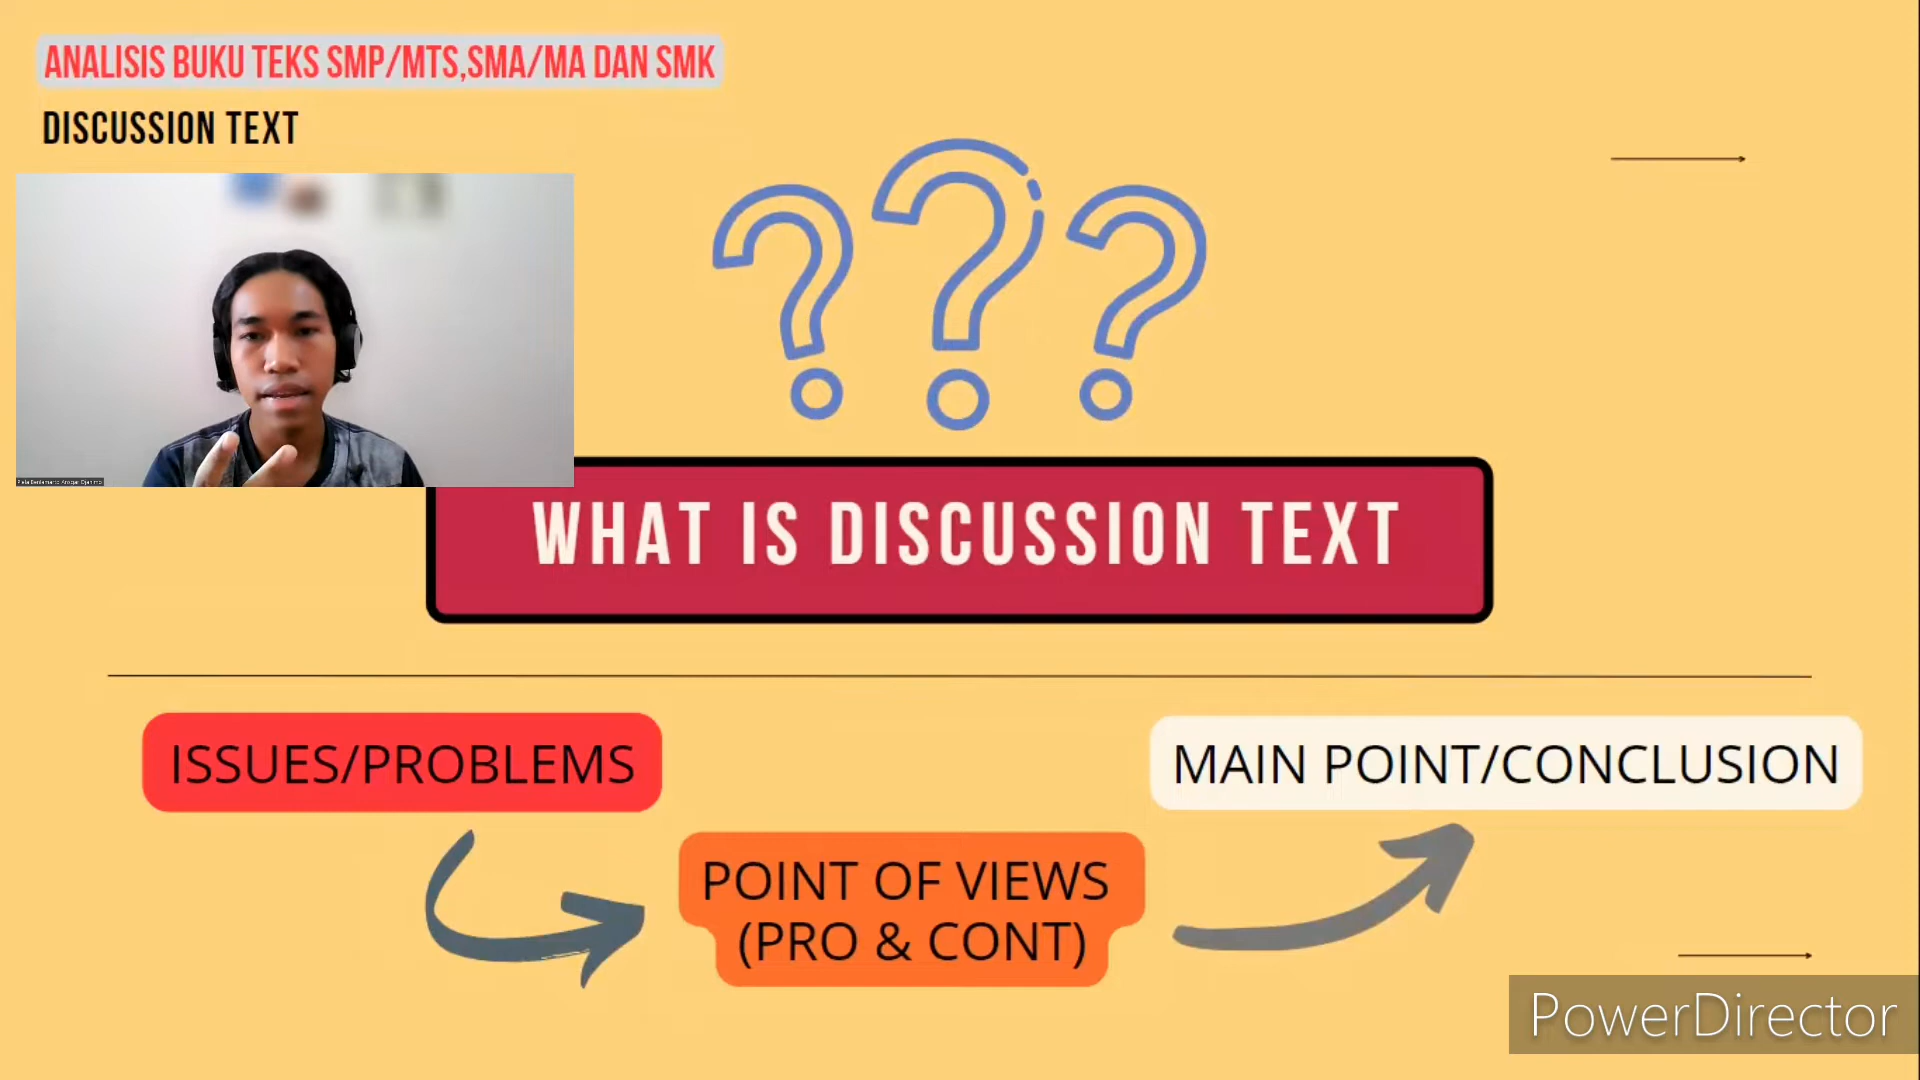 ANALISIS BUKU TEKS SMP/MTS,SMA/MA DAN SMK
DISCUSSION TEXT
WHAT IS DISCUSSION TEXT
ISSUES/PROBLEMS
POINT OF VIEWS
(PRO & CONT)
MAIN POINT/CONCLUSION
PowerDirector